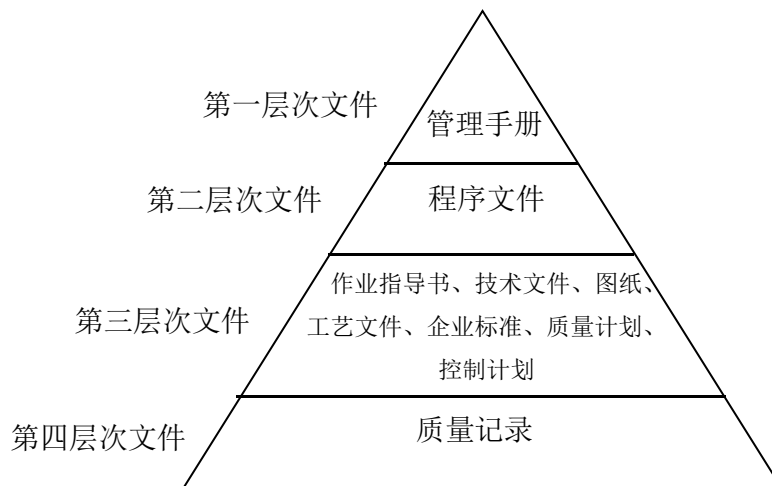 第一层次文件
管理手册
第二层次文件
程序文件
第三层次文件
作业指导书、技术文件、图纼、
工艺文件、企业标准、质量计划、
控制计划
第四层次文件
质量记录